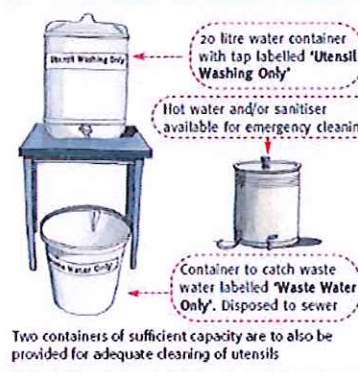 20 litre water container
with tap labelled 'Utensil
Washing Only'
Utensil Washing Only
Hot water and/or sanitiser
available for emergency cleanin
Container to catch waste
water labelled 'Waste Water
Only'. Disposed to sewer
te Water Only
Two containers of sufficient capacity are to also be
provided for adequate cleaning of utensils